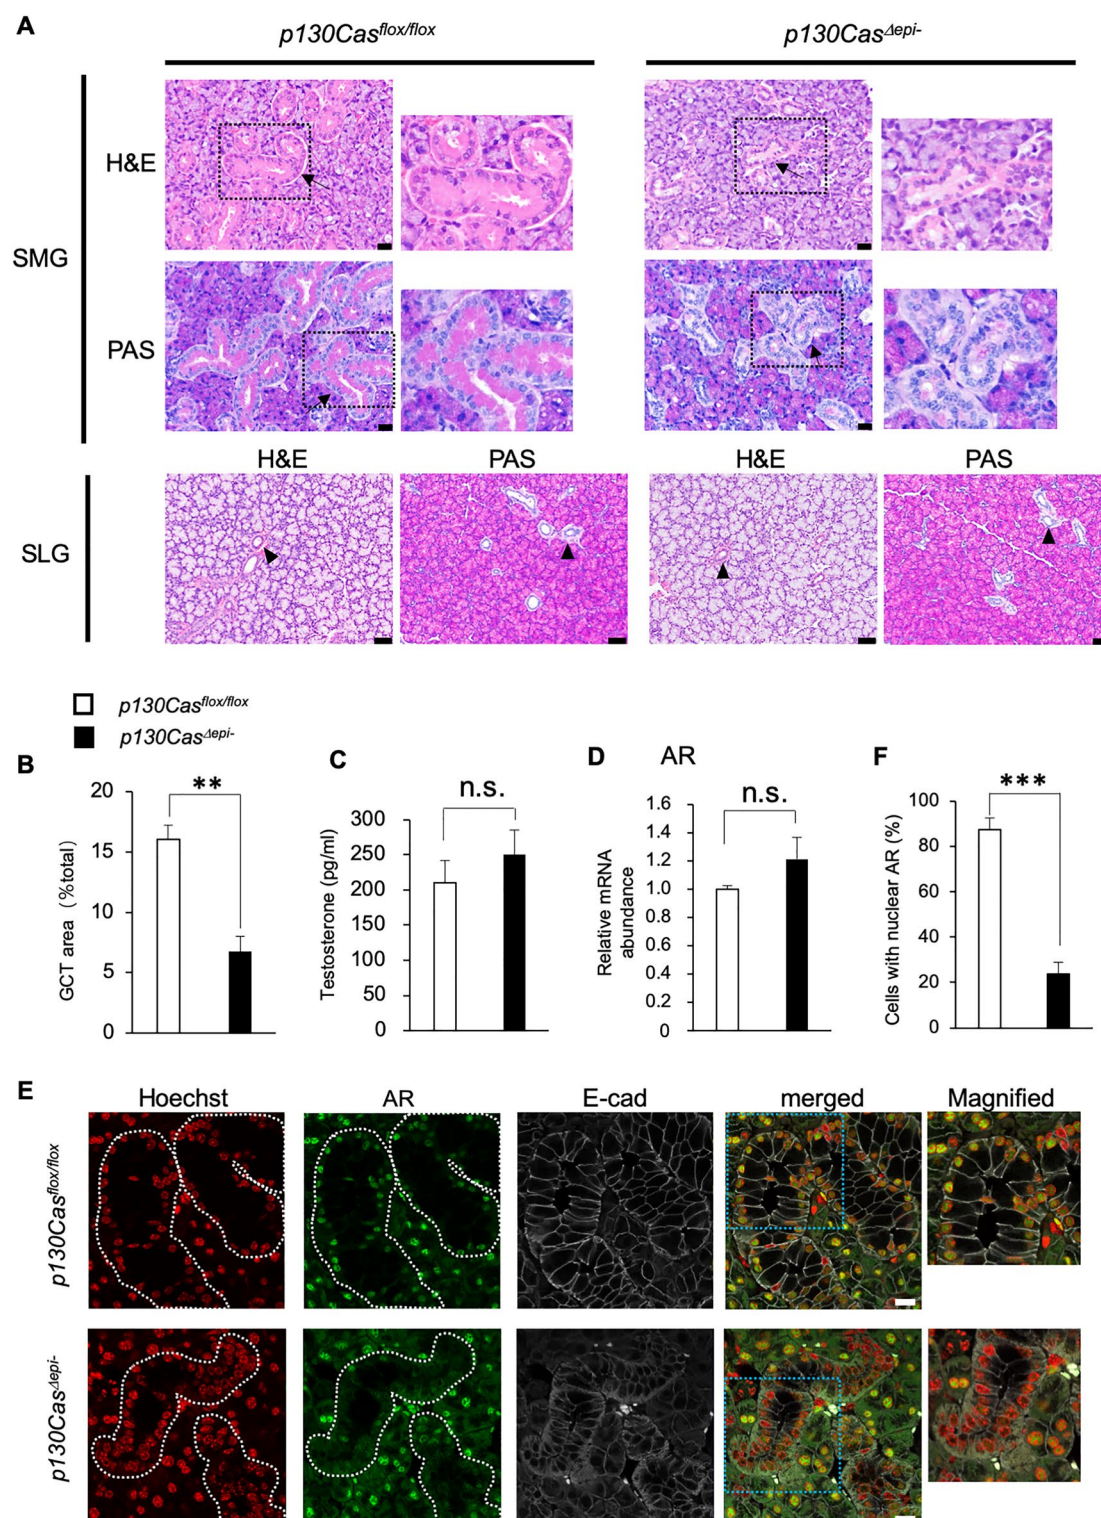 A
p130Cas^flox/flox
p130Cas^Δepi-
SMG
H&E
PAS
H&E
PAS
H&E
PAS
SLG
p130Cas^flox/flox
p130Cas^Δepi-
B
**
GCT area (%total)
20
15
10
5
0
C
n.s.
Testosterone (pg/ml)
300
250
200
150
100
50
0
D
AR
n.s.
Relative mRNA
abundance
1.6
1.4
1.2
1.0
0.8
0.6
0.4
0.2
0
F
***
Cells with nuclear AR (%)
100
80
60
40
20
0
E
Hoechst
AR
E-cad
merged
Magnified
p130Cas^flox/flox
p130Cas^Δepi-